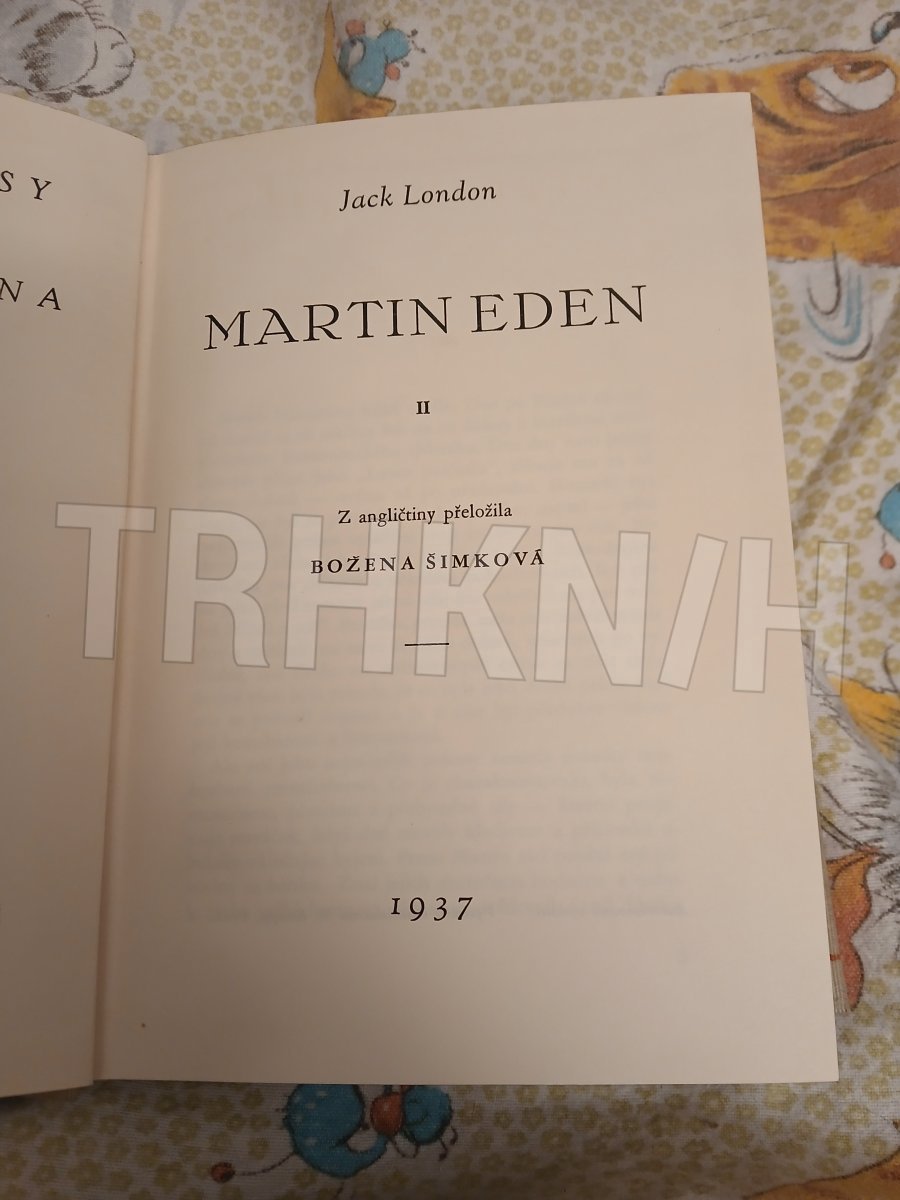 S Y
N A
Jack London
MARTIN EDEN
II
Z angličtiny přeložila
BOŽENA ŠIMKOVÁ
1937
TRHKNIH